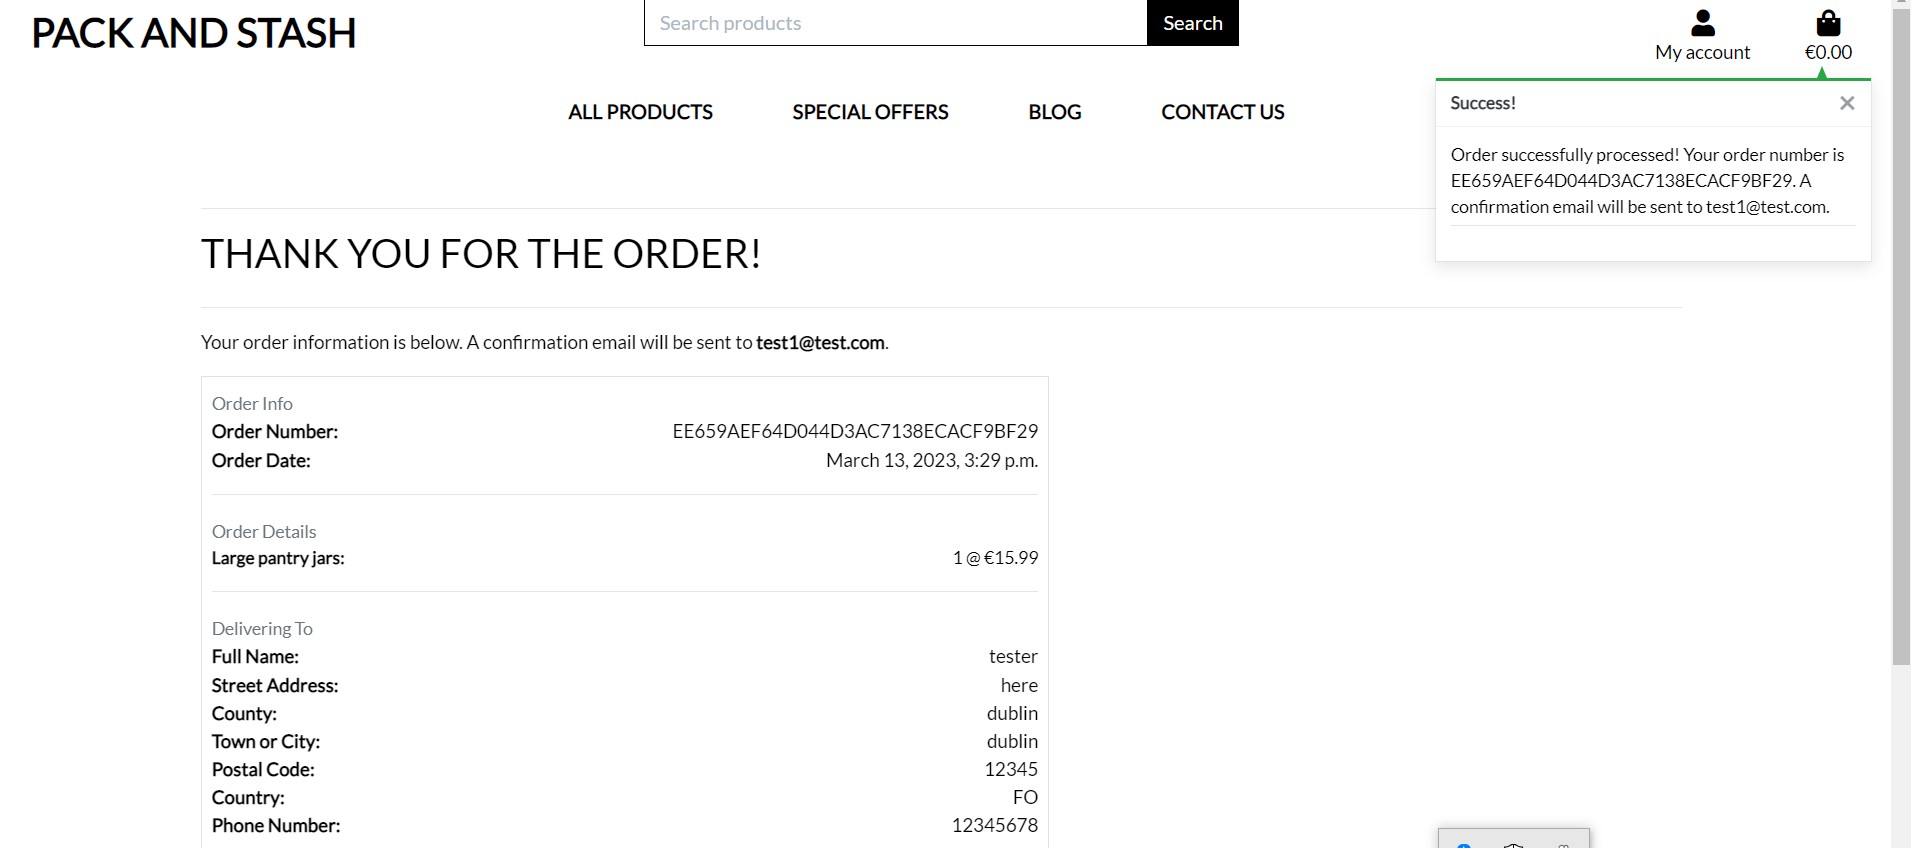 PACK AND STASH
Search products
Search
My account
€0.00
ALL PRODUCTS
SPECIAL OFFERS
BLOG
CONTACT US
Success!
×
Order successfully processed! Your order number is
EE659AEF64D044D3AC7138ECACF9BF29. A
confirmation email will be sent to test1@test.com.
THANK YOU FOR THE ORDER!
Your order information is below. A confirmation email will be sent to test1@test.com.
Order Info
Order Number: EE659AEF64D044D3AC7138ECACF9BF29
Order Date: March 13, 2023, 3:29 p.m.
Order Details
Large pantry jars: 1 @ €15.99
Delivering To
Full Name: tester
Street Address: here
County: dublin
Town or City: dublin
Postal Code: 12345
Country: FO
Phone Number: 12345678